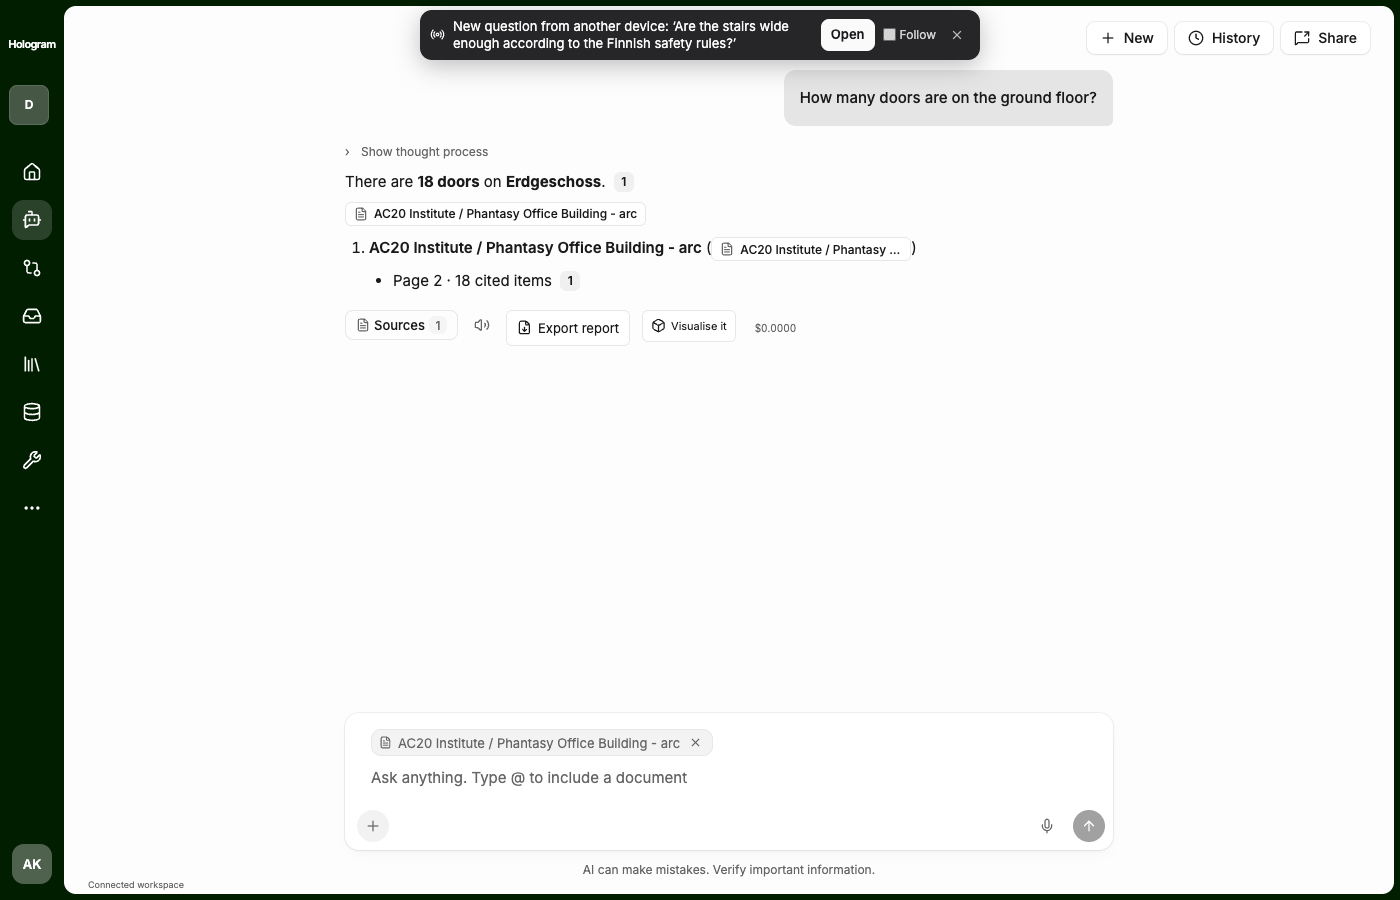 Hologram
New question from another device: ‘Are the stairs wide
enough according to the Finnish safety rules?’
Open
Follow
New
History
Share
D
How many doors are on the ground floor?
Show thought process
There are 18 doors on Erdgeschoss. 1
AC20 Institute / Phantasy Office Building - arc
1. AC20 Institute / Phantasy Office Building - arc ( AC20 Institute / Phantasy ... )
• Page 2 · 18 cited items 1
Sources 1
Export report
Visualise it
$0.0000
AC20 Institute / Phantasy Office Building - arc
Ask anything. Type @ to include a document
AK
AI can make mistakes. Verify important information.
Connected workspace